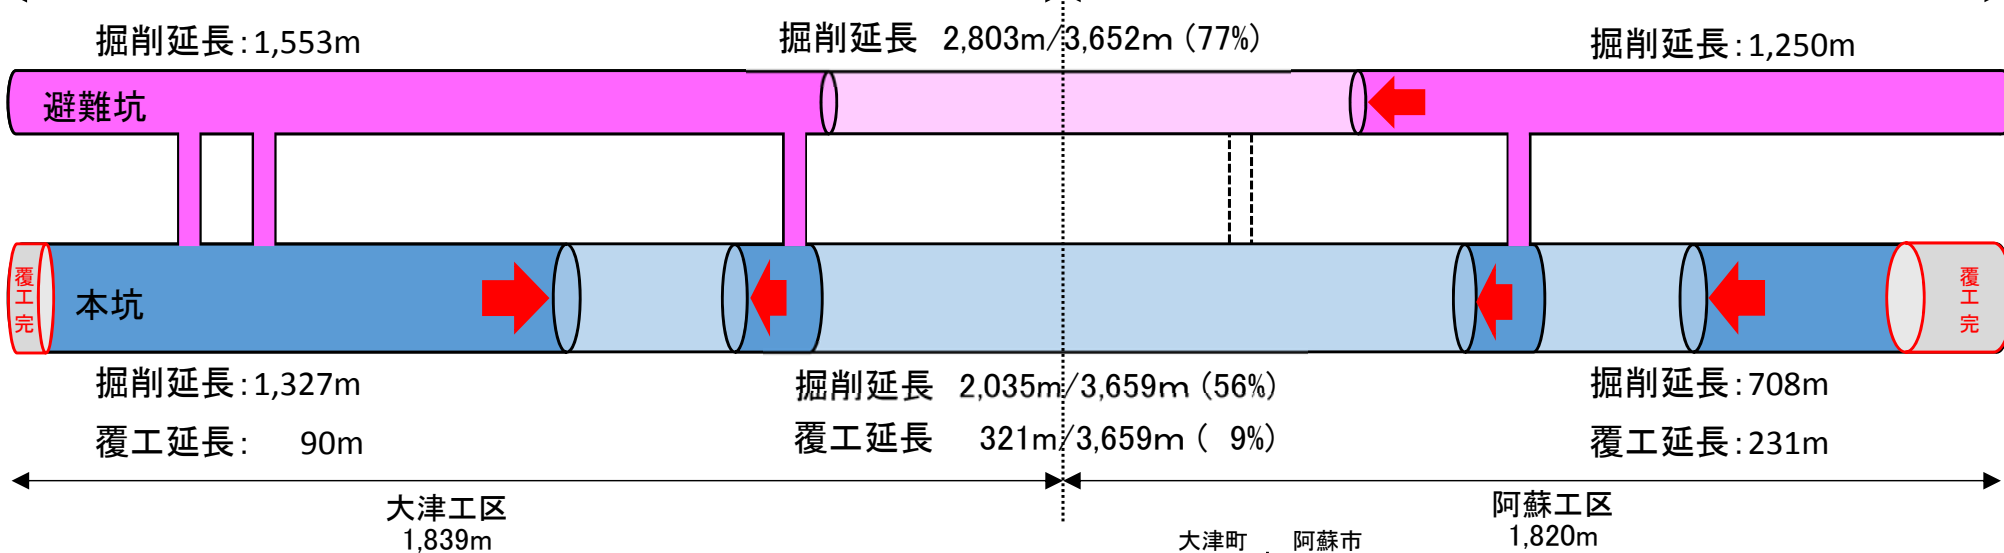 掘削延長：1,553m
掘削延長　2,803m/3,652m（77%）
掘削延長：1,250m
避難坑
覆工完
本坑
覆工完
掘削延長：1,327m
掘削延長　2,035m/3,659m（56%）
掘削延長：708m
覆工延長：　90m
覆工延長　321m/3,659m（　9%）
覆工延長：231m
大津工区
1,839m
阿蘇工区
1,820m
大津町　阿蘇市